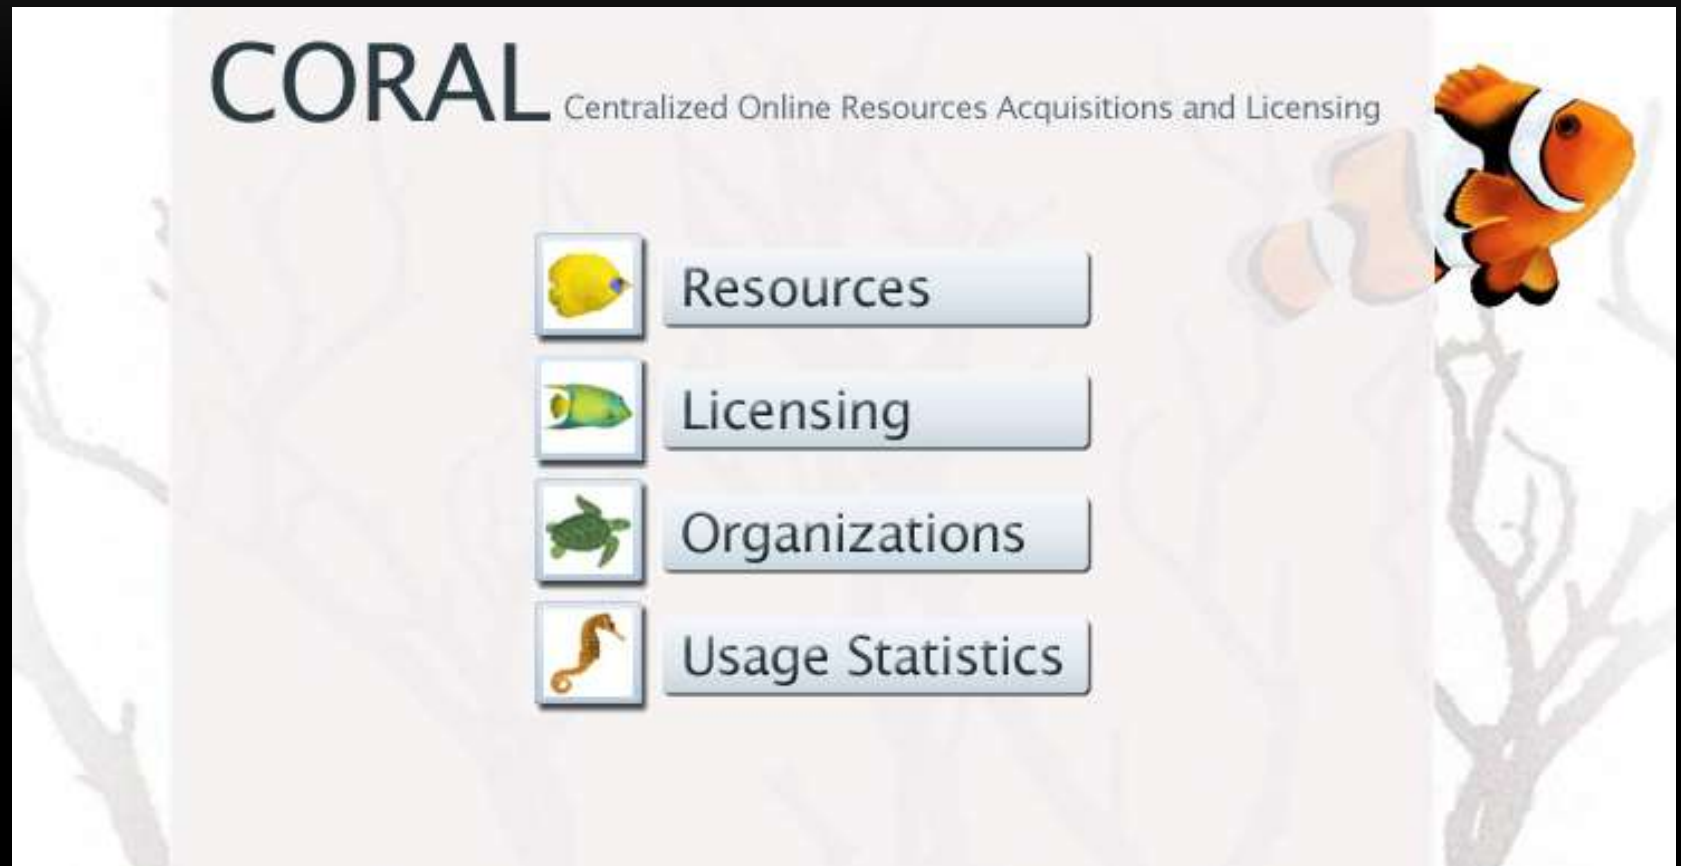 CORAL Centralized Online Resources Acquisitions and Licensing
Resources
Licensing
Organizations
Usage Statistics